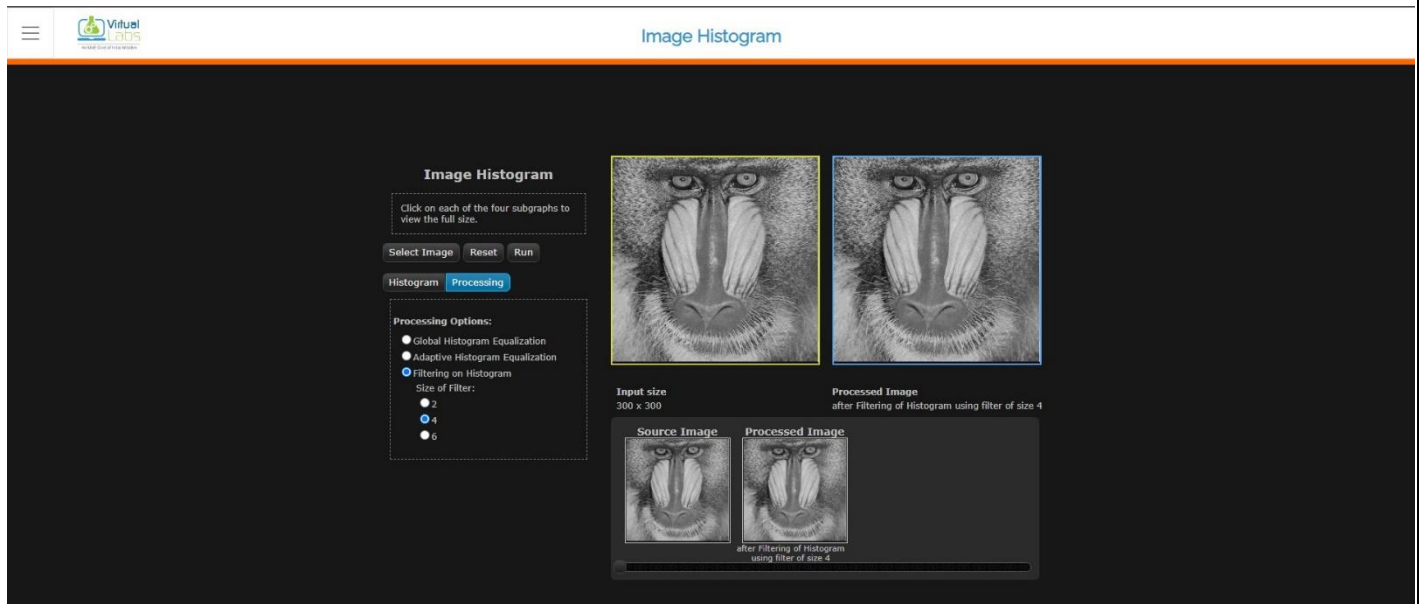 Virtual
Labs
Image Histogram
Image Histogram
Click on each of the four subgraphs to
view the full size.
Select Image Reset Run
Histogram Processing
Processing Options:
Global Histogram Equalization
Adaptive Histogram Equalization
Filtering on Histogram
Size of Filter:
2
4
6
Input size
300 x 300
Processed Image
after Filtering of Histogram using filter of size 4
Source Image
Processed Image
after Filtering of Histogram
using filter of size 4